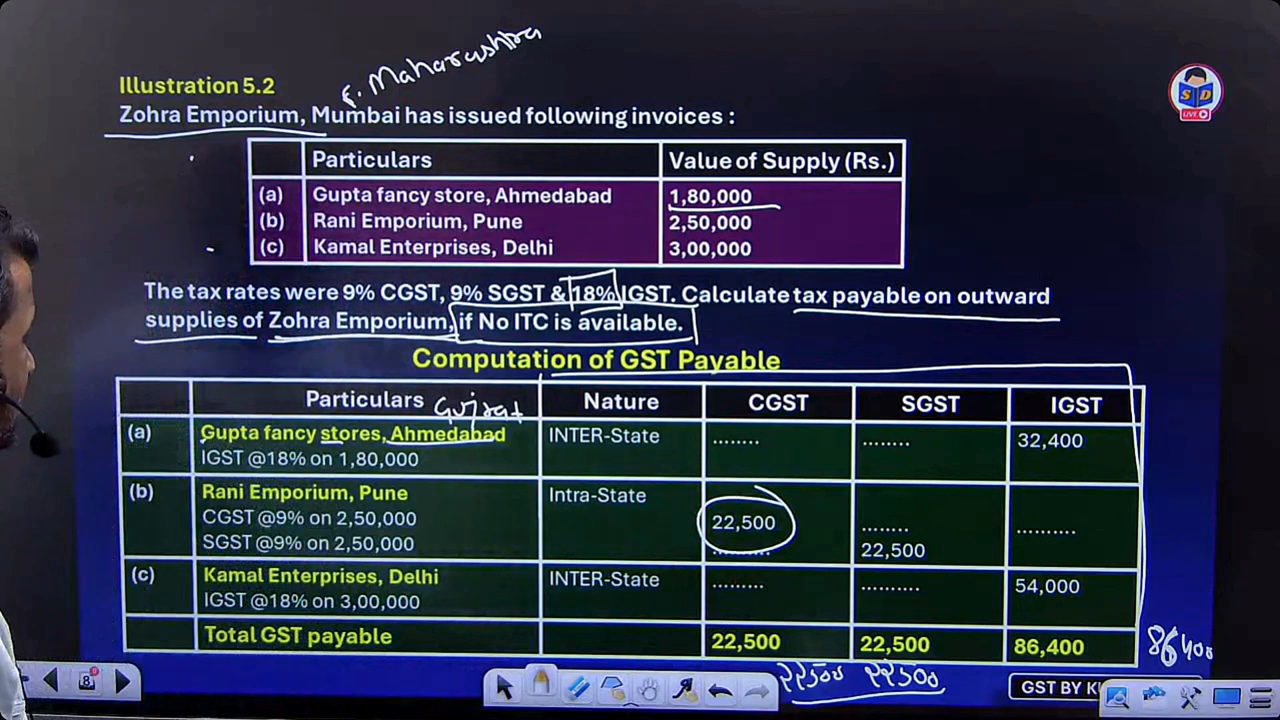 Maharashtra
Illustration 5.2
Zohra Emporium, Mumbai has issued following invoices :
SD
LIVE
Particulars Value of Supply (Rs.)
(a) Gupta fancy store, Ahmedabad 1,80,000
(b) Rani Emporium, Pune 2,50,000
(c) Kamal Enterprises, Delhi 3,00,000
The tax rates were 9% CGST, 9% SGST & 18% IGST. Calculate tax payable on outward
supplies of Zohra Emporium, if No ITC is available.
Computation of GST Payable
Particulars Nature CGST SGST IGST
Gujrat
(a) Gupta fancy stores, Ahmedabad INTER-State ........ ........ 32,400
IGST @18% on 1,80,000
(b) Rani Emporium, Pune Intra-State
CGST @9% on 2,50,000 22,500 ........ ..........
SGST @9% on 2,50,000 .......... 22,500
(c) Kamal Enterprises, Delhi INTER-State ......... .......... 54,000
IGST @18% on 3,00,000
Total GST payable 22,500 22,500 86,400
86400
22500 22500
8
GST BY